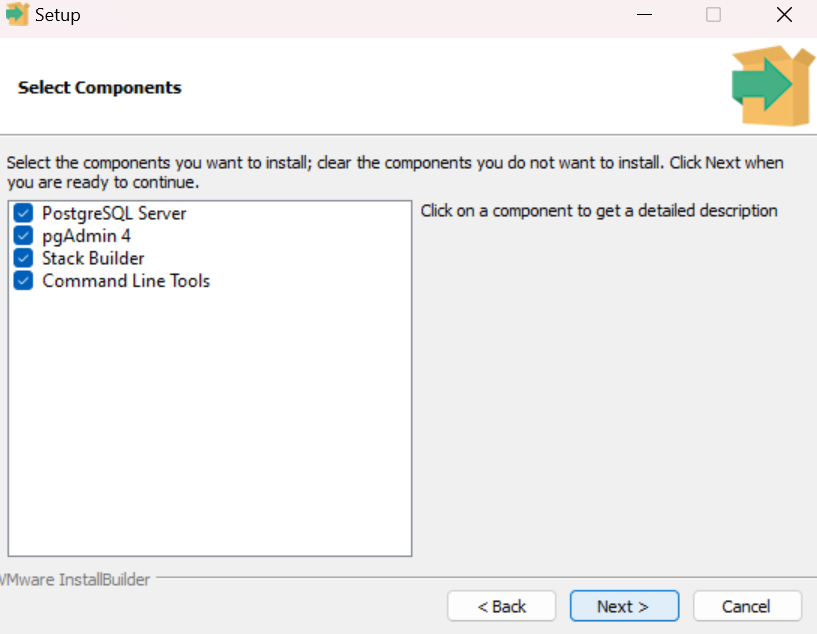 Setup
Select Components
Select the components you want to install; clear the components you do not want to install. Click Next when
you are ready to continue.
PostgreSQL Server
pgAdmin 4
Stack Builder
Command Line Tools
Click on a component to get a detailed description
VMware InstallBuilder
< Back
Next >
Cancel